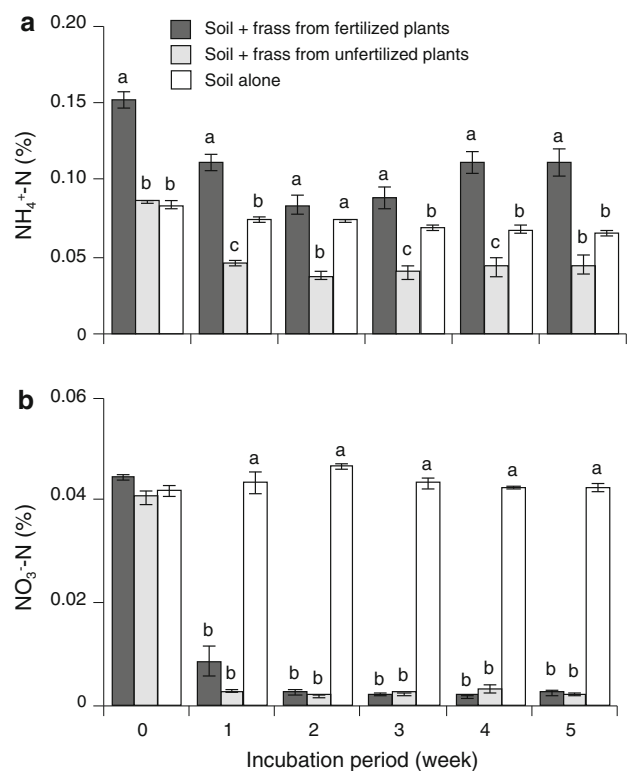 a
Soil + frass from fertilized plants
Soil + frass from unfertilized plants
Soil alone
NH₄⁺-N (%)
0.20
0.15
0.10
0.05
0
a b b
a c b
a b a
a c b
a c b
a b b
b
NO₃⁻-N (%)
0.06
0.04
0.02
0
b b a
b b a
b b a
b b a
b b a
0 1 2 3 4 5
Incubation period (week)